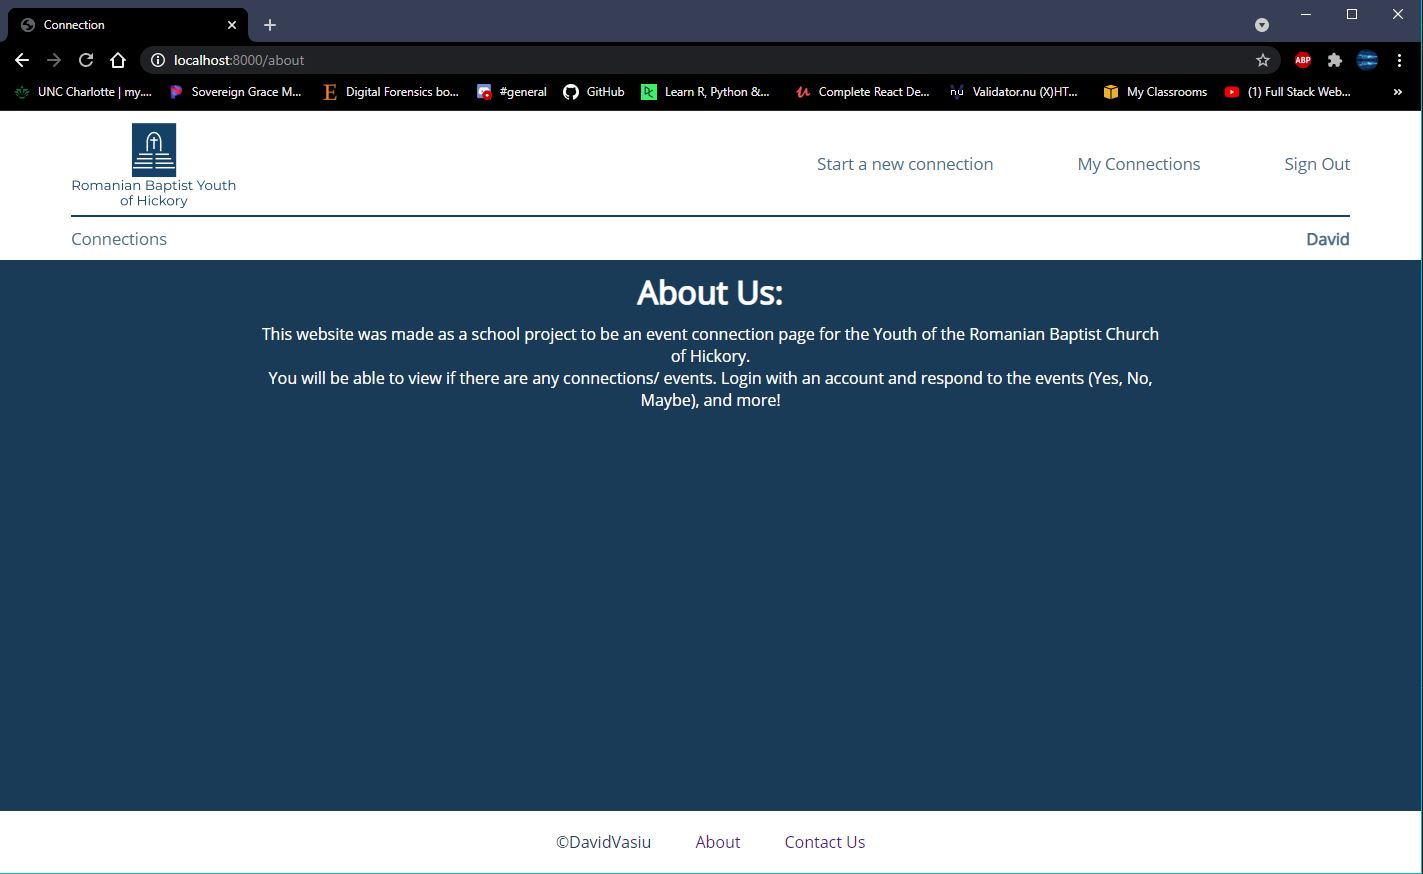 Connection
localhost:8000/about
ABP
UNC Charlotte | my.... Sovereign Grace M... E Digital Forensics bo... #general GitHub Learn R, Python &... Complete React De... nu Validator.nu (X)HT... My Classrooms (1) Full Stack Web... »
Romanian Baptist Youth
of Hickory
Start a new connection My Connections Sign Out
Connections David
About Us:
This website was made as a school project to be an event connection page for the Youth of the Romanian Baptist Church
of Hickory.
You will be able to view if there are any connections/ events. Login with an account and respond to the events (Yes, No,
Maybe), and more!
©DavidVasiu About Contact Us